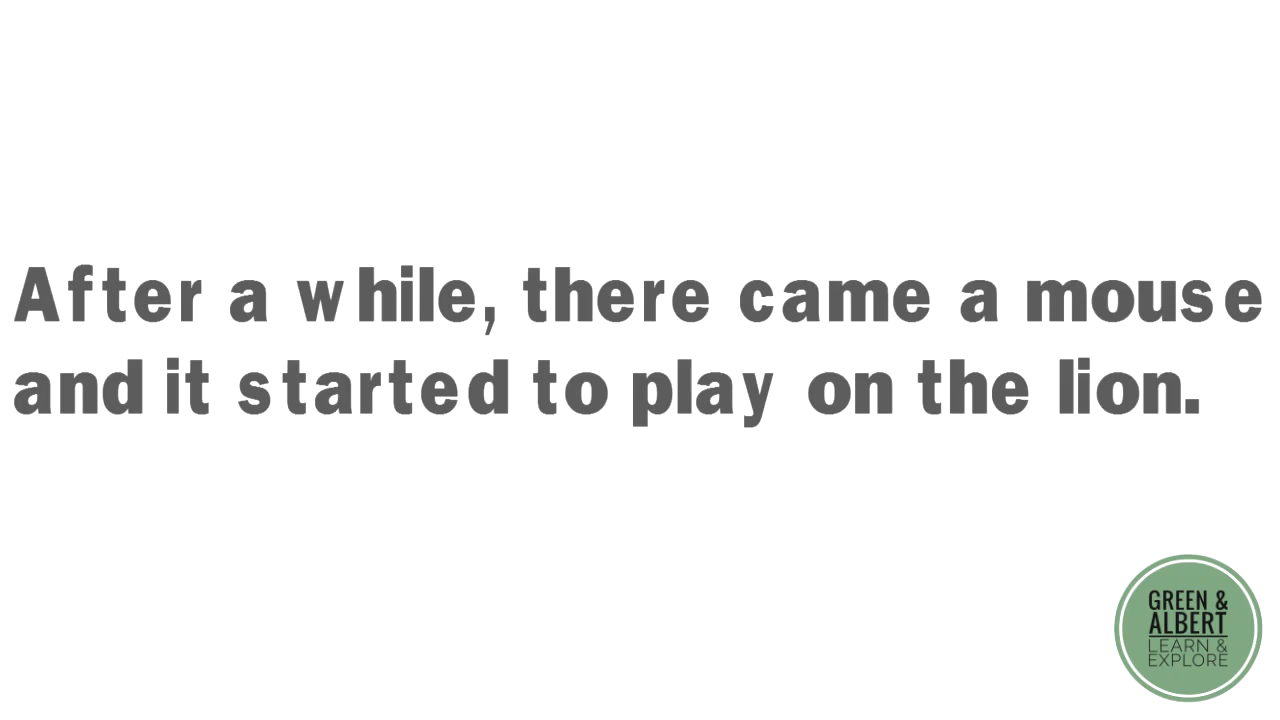 After a while, there came a mouse
and it started to play on the lion.
GREEN &
ALBERT
LEARN &
EXPLORE